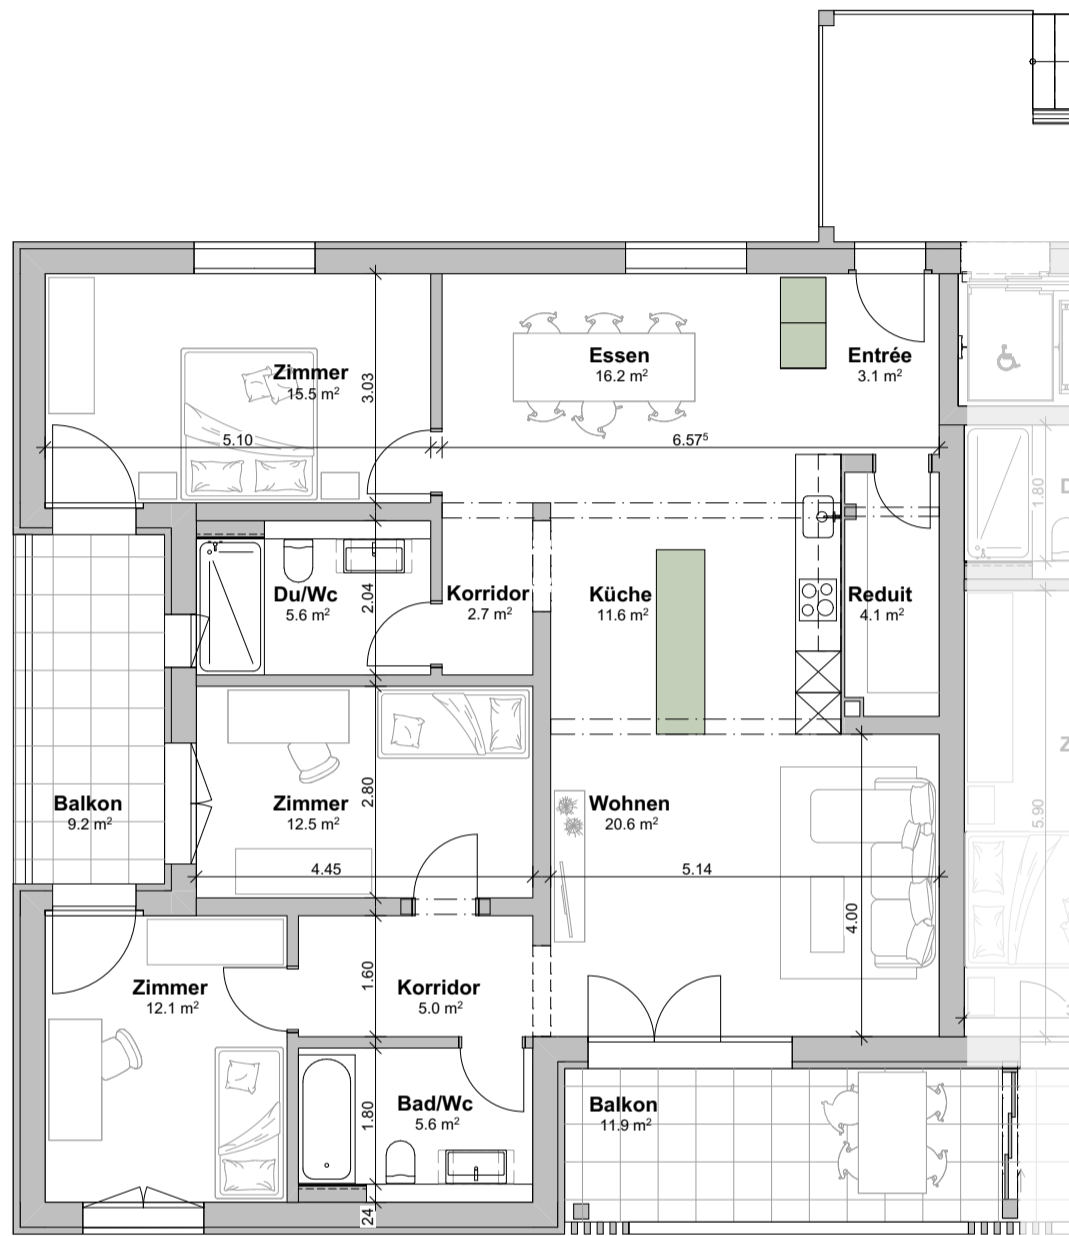 Zimmer
15.5 m²
3.03
5.10
Essen
16.2 m²
Entrée
3.1 m²
6.57⁵
Du/Wc
5.6 m²
2.04
Korridor
2.7 m²
Küche
11.6 m²
Reduit
4.1 m²
1.80
D
Balkon
9.2 m²
Zimmer
12.5 m²
2.80
4.45
Wohnen
20.6 m²
5.14
4.00
Z
5.90
Zimmer
12.1 m²
1.60
Korridor
5.0 m²
1.80
Bad/Wc
5.6 m²
24
Balkon
11.9 m²